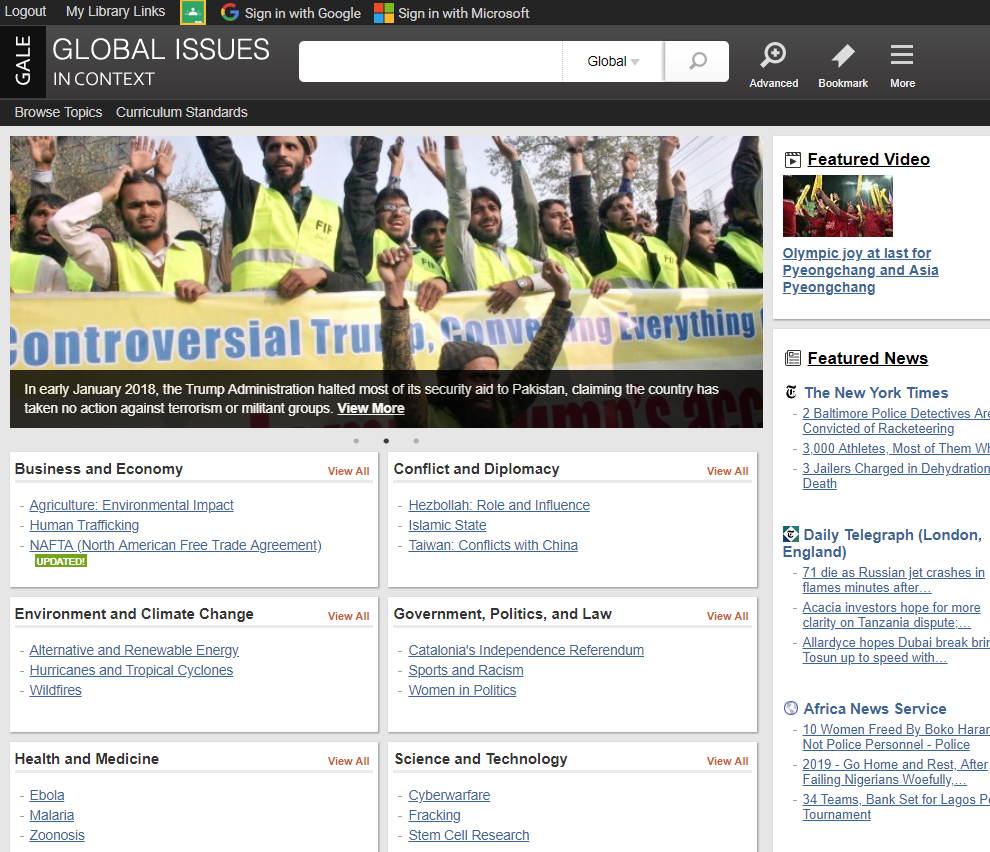 Logout My Library Links Sign in with Google Sign in with Microsoft
GALE
GLOBAL ISSUES
IN CONTEXT
Global
Advanced Bookmark More
Browse Topics Curriculum Standards
FIF
FIF
FIF
Controversial Trump, Everything
In early January 2018, the Trump Administration halted most of its security aid to Pakistan, claiming the country has
taken no action against terrorism or militant groups. View More
Business and Economy View All
- Agriculture: Environmental Impact
- Human Trafficking
- NAFTA (North American Free Trade Agreement)
UPDATED!
Conflict and Diplomacy View All
- Hezbollah: Role and Influence
- Islamic State
- Taiwan: Conflicts with China
Environment and Climate Change View All
- Alternative and Renewable Energy
- Hurricanes and Tropical Cyclones
- Wildfires
Government, Politics, and Law View All
- Catalonia's Independence Referendum
- Sports and Racism
- Women in Politics
Health and Medicine View All
- Ebola
- Malaria
- Zoonosis
Science and Technology View All
- Cyberwarfare
- Fracking
- Stem Cell Research
Featured Video
Olympic joy at last for
Pyeongchang and Asia
Pyeongchang
Featured News
The New York Times
- 2 Baltimore Police Detectives Are
Convicted of Racketeering
- 3,000 Athletes, Most of Them Wh
- 3 Jailers Charged in Dehydration
Death
Daily Telegraph (London,
England)
- 71 die as Russian jet crashes in
flames minutes after…
- Acacia investors hope for more
clarity on Tanzania dispute;…
- Allardyce hopes Dubai break brin
Tosun up to speed with…
Africa News Service
- 10 Women Freed By Boko Haram
Not Police Personnel - Police
- 2019 - Go Home and Rest, After
Failing Nigerians Woefully,…
- 34 Teams, Bank Set for Lagos Po
Tournament